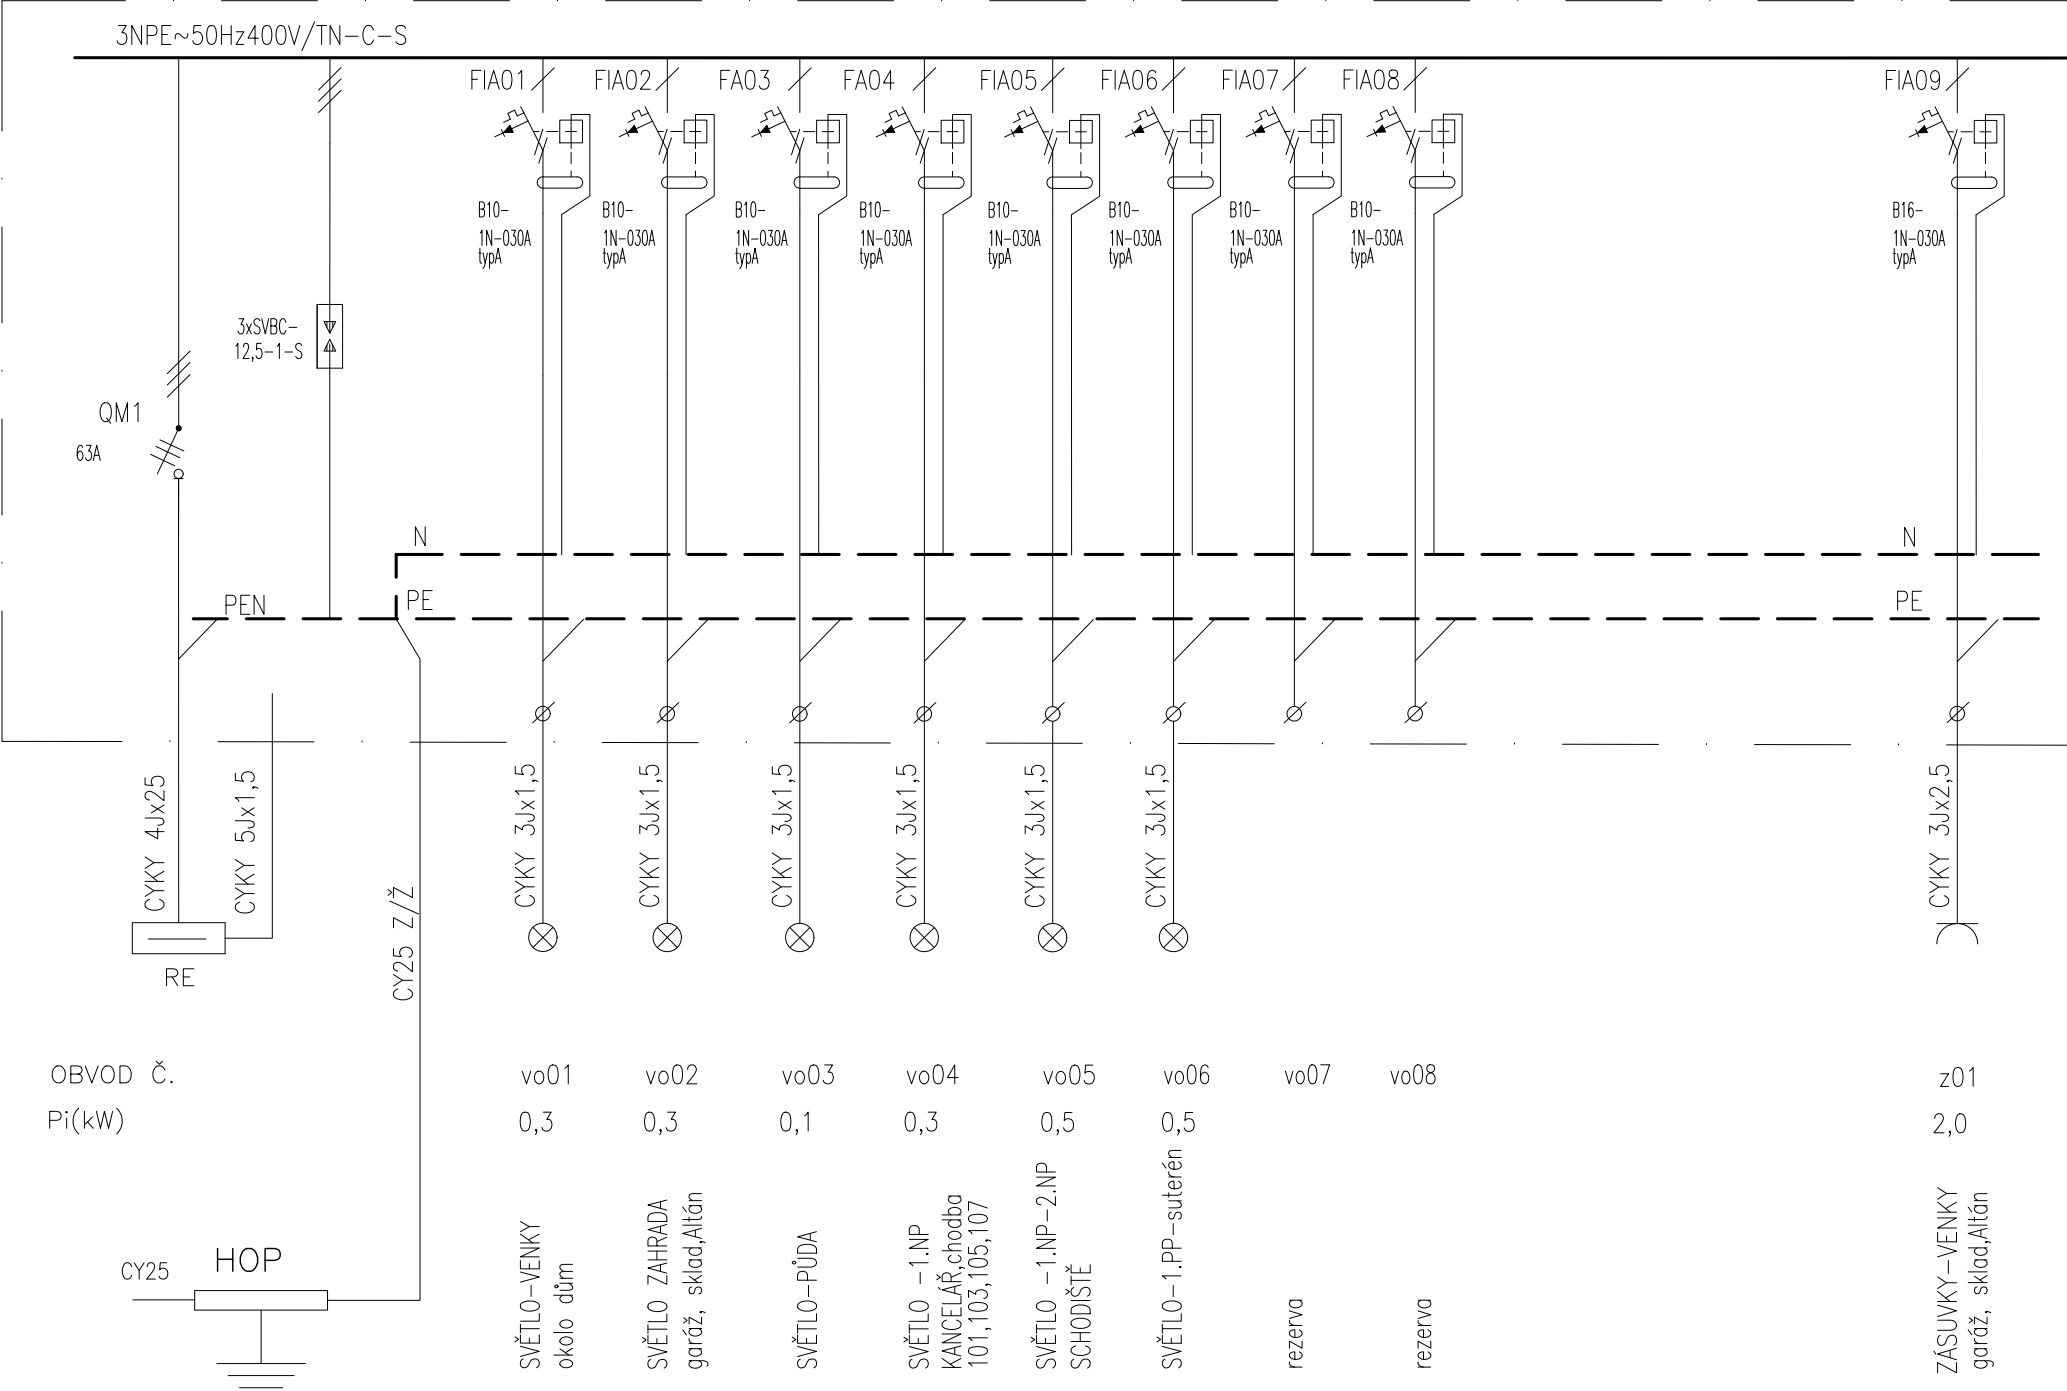 3NPE~50Hz400V/TN-C-S
FIA01
FIA02
FA03
FA04
FIA05
FIA06
FIA07
FIA08
FIA09
B10-
1N-030A
typA
B10-
1N-030A
typA
B10-
1N-030A
typA
B10-
1N-030A
typA
B10-
1N-030A
typA
B10-
1N-030A
typA
B10-
1N-030A
typA
B10-
1N-030A
typA
B16-
1N-030A
typA
3xSVBC-
12,5-1-S
QM1
63A
N
N
PEN
PE
PE
CYKY 4Jx25
CYKY 5Jx1,5
CY25 Z/Ž
CYKY 3Jx1,5
CYKY 3Jx1,5
CYKY 3Jx1,5
CYKY 3Jx1,5
CYKY 3Jx1,5
CYKY 3Jx1,5
CYKY 3Jx2,5
RE
OBVOD Č.
vo01
vo02
vo03
vo04
vo05
vo06
vo07
vo08
z01
Pi(kW)
0,3
0,3
0,1
0,3
0,5
0,5
2,0
CY25
HOP
SVĚTLO-VENKY
okolo dům
SVĚTLO ZAHRADA
garáž, sklad,Altán
SVĚTLO-PŮDA
SVĚTLO -1.NP
KANCELÁŘ,chodba
101,103,105,107
SVĚTLO -1.NP-2.NP
SCHODIŠTĚ
SVĚTLO-1.PP-suterén
rezerva
rezerva
ZÁSUVKY-VENKY
garáž, sklad,Altán